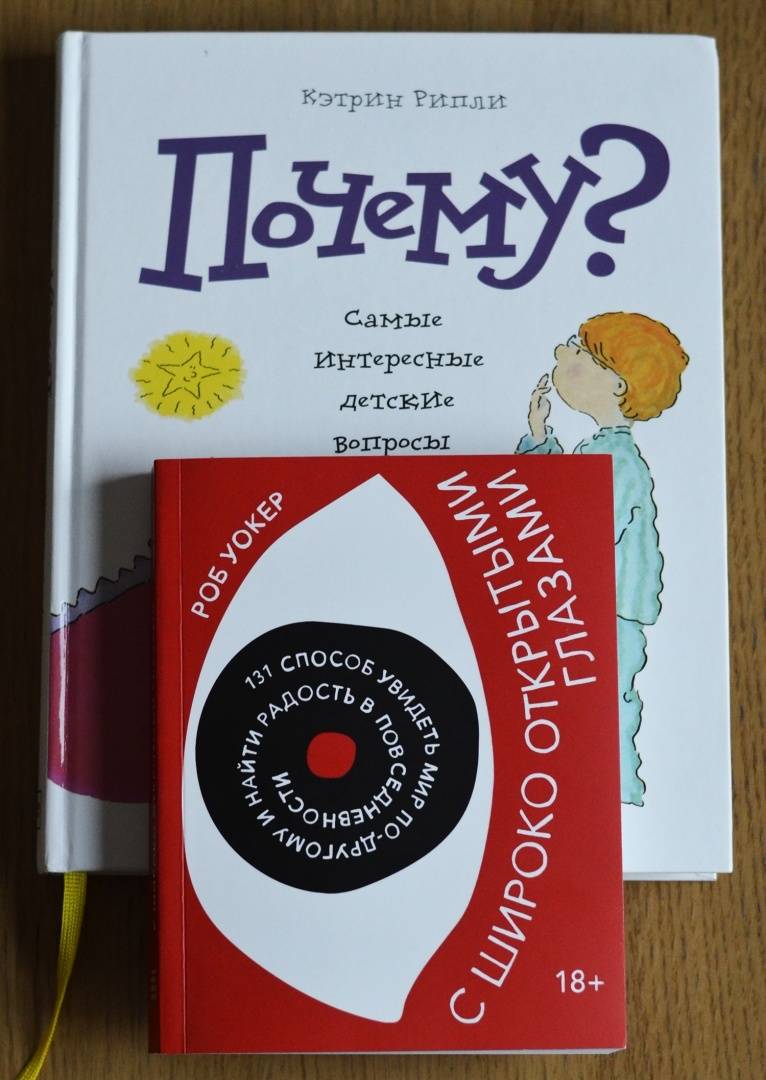 Кэтрин Рипли
Почему?
Самые
интересные
детские
вопросы
РОБ УОКЕР
С ШИРОКО ОТКРЫТЫМИ
ГЛАЗАМИ
131 СПОСОБ УВИДЕТЬ МИР ПО-ДРУГОМУ И НАЙТИ РАДОСТЬ В ПОВСЕДНЕВНОСТИ
18+